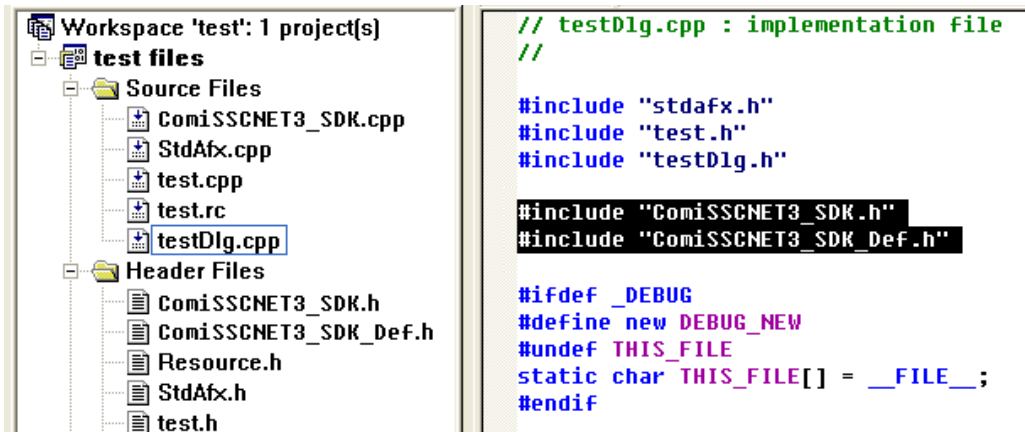 Workspace 'test': 1 project(s)
test files
Source Files
ComiSSCNET3_SDK.cpp
StdAfx.cpp
test.cpp
test.rc
testDlg.cpp
Header Files
ComiSSCNET3_SDK.h
ComiSSCNET3_SDK_Def.h
Resource.h
StdAfx.h
test.h
// testDlg.cpp : implementation file
//
#include "stdafx.h"
#include "test.h"
#include "testDlg.h"
#include "ComiSSCNET3_SDK.h"
#include "ComiSSCNET3_SDK_Def.h"
#ifdef _DEBUG
#define new DEBUG_NEW
#undef THIS_FILE
static char THIS_FILE[] = __FILE__;
#endif